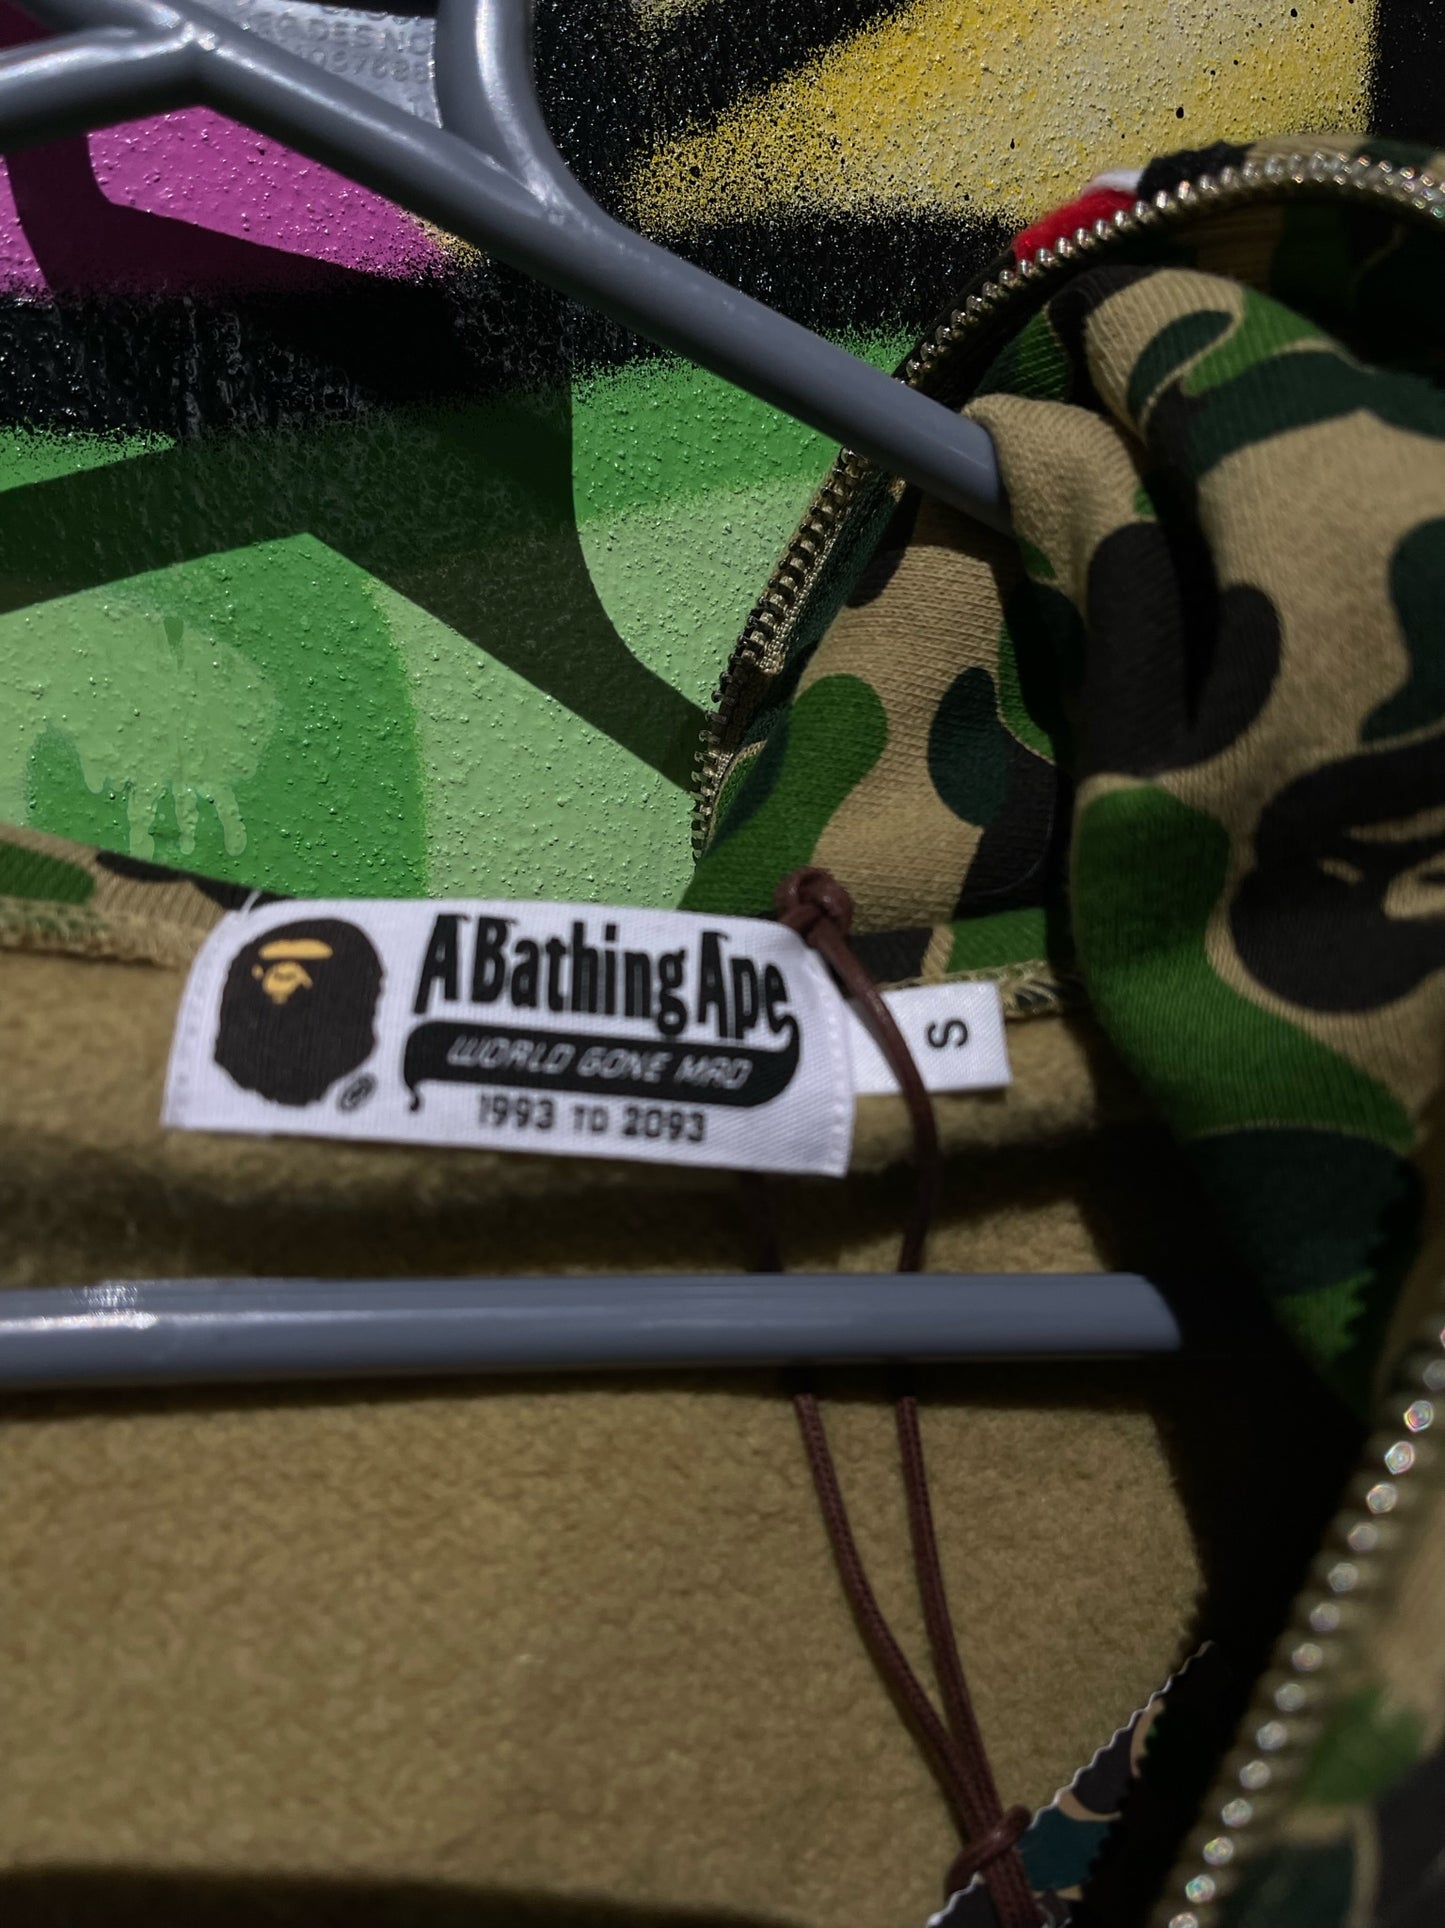 A Bathing Ape
WORLD GONE MAD
®
1993 TO 2093
S